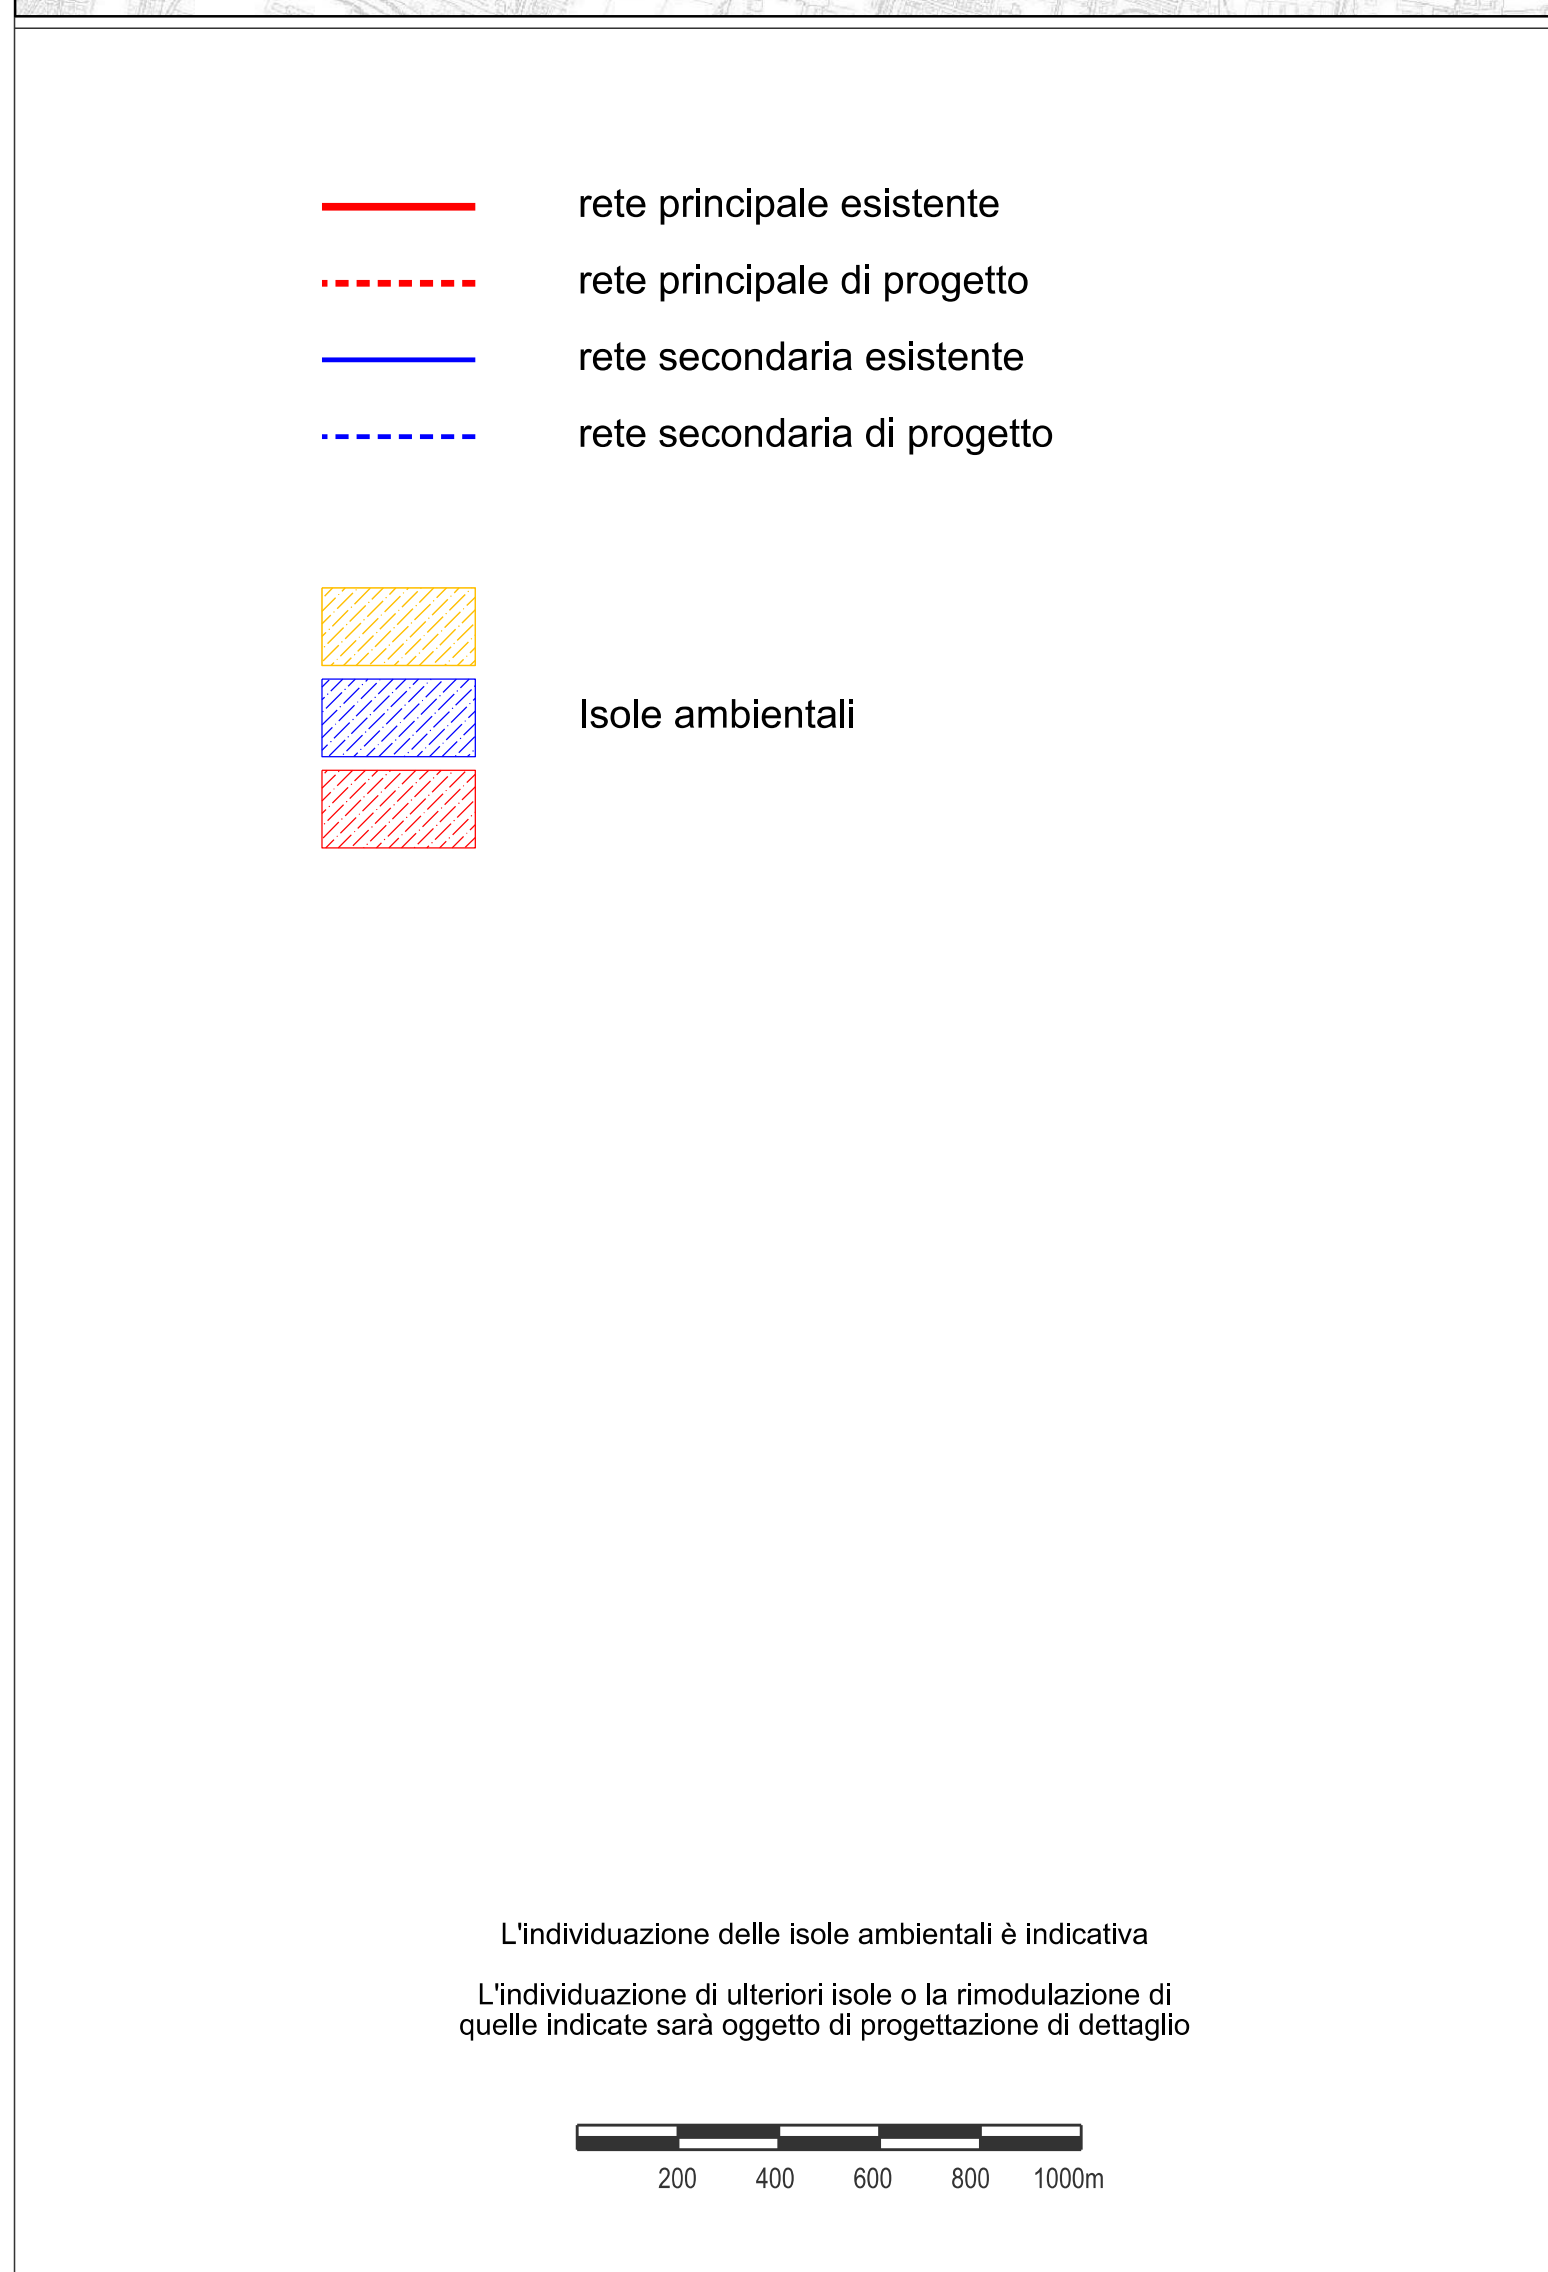 rete principale esistente
rete principale di progetto
rete secondaria esistente
rete secondaria di progetto
Isole ambientali
L'individuazione delle isole ambientali è indicativa
L'individuazione di ulteriori isole o la rimodulazione di
quelle indicate sarà oggetto di progettazione di dettaglio
200 400 600 800 1000m